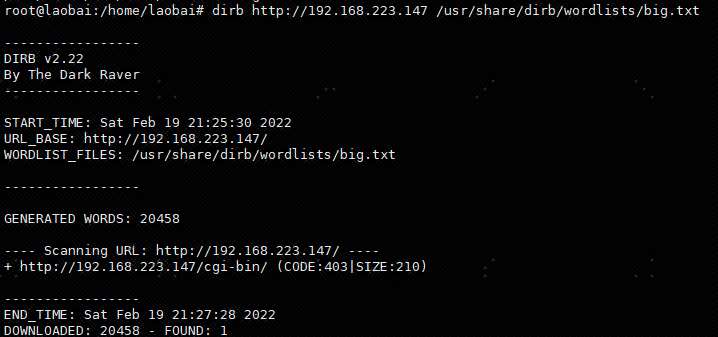 root@laobai:/home/laobai# dirb http://192.168.223.147 /usr/share/dirb/wordlists/big.txt
-----------------
DIRB v2.22
By The Dark Raver
-----------------
START_TIME: Sat Feb 19 21:25:30 2022
URL_BASE: http://192.168.223.147/
WORDLIST_FILES: /usr/share/dirb/wordlists/big.txt
-----------------
GENERATED WORDS: 20458
---- Scanning URL: http://192.168.223.147/ ----
+ http://192.168.223.147/cgi-bin/ (CODE:403|SIZE:210)
-----------------
END_TIME: Sat Feb 19 21:27:28 2022
DOWNLOADED: 20458 - FOUND: 1